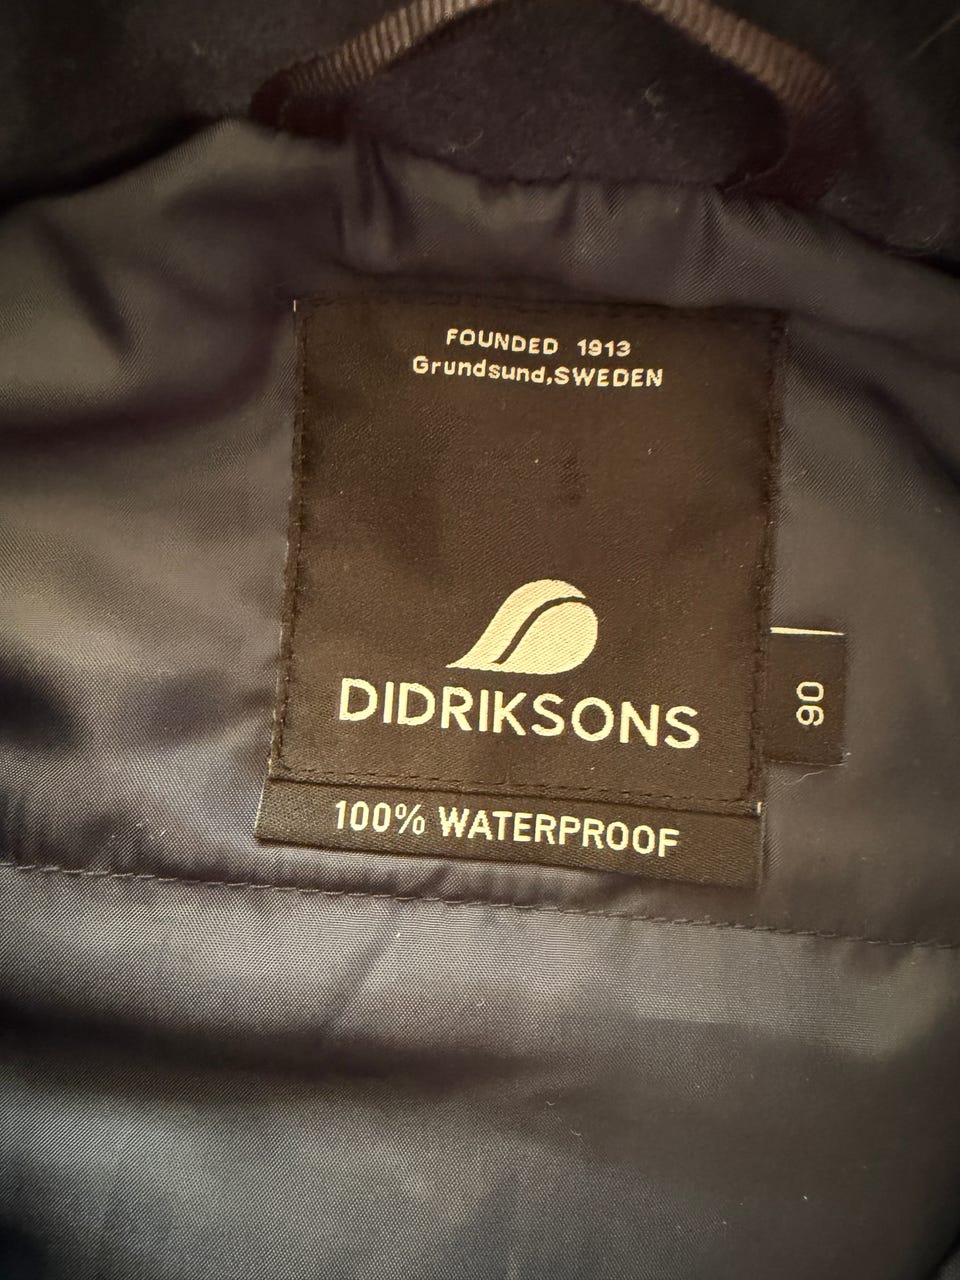 FOUNDED 1913
Grundsund,SWEDEN
DIDRIKSONS
90
100% WATERPROOF